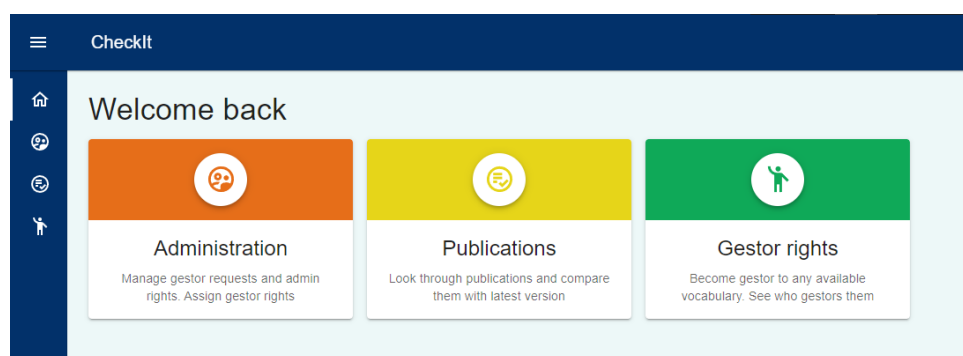 CheckIt
Welcome back
Administration
Manage gestor requests and admin
rights. Assign gestor rights
Publications
Look through publications and compare
them with latest version
Gestor rights
Become gestor to any available
vocabulary. See who gestors them